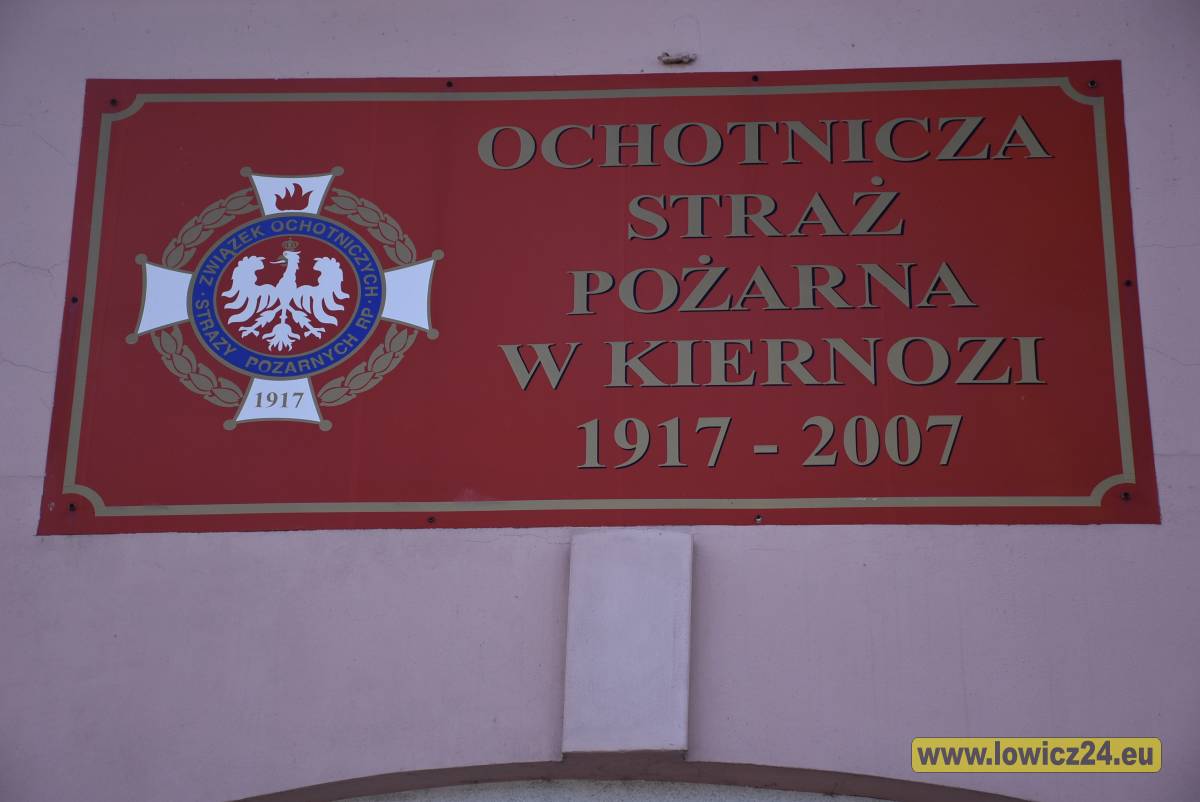 OCHOTNICZA
STRAŻ
POŻARNA
W KIERNOZI
1917 - 2007
ZWIĄZEK OCHOTNICZYCH
STRAŻY POŻARNYCH RP
1917
www.lowicz24.eu